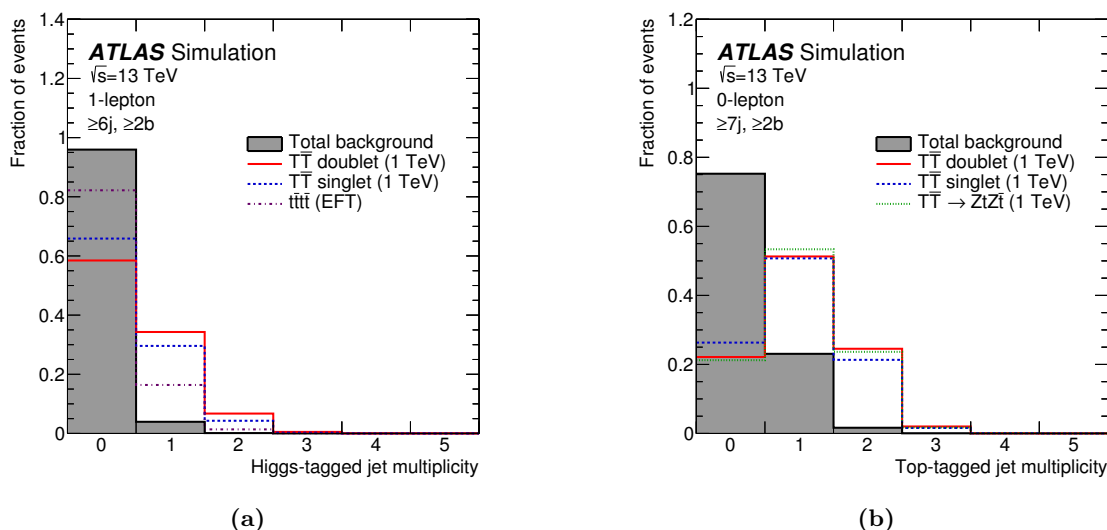 Fraction of events
1.4
1.2
1
0.8
0.6
0.4
0.2
0
ATLAS Simulation
√s=13 TeV
1-lepton
≥6j, ≥2b
Total background
TT̅ doublet (1 TeV)
TT̅ singlet (1 TeV)
tt̅tt̅ (EFT)
0 1 2 3 4 5
Higgs-tagged jet multiplicity
(a)
Fraction of events
1.2
1
0.8
0.6
0.4
0.2
0
ATLAS Simulation
√s=13 TeV
0-lepton
≥7j, ≥2b
Total background
TT̅ doublet (1 TeV)
TT̅ singlet (1 TeV)
TT̅ → ZtZt̅ (1 TeV)
0 1 2 3 4 5
Top-tagged jet multiplicity
(b)